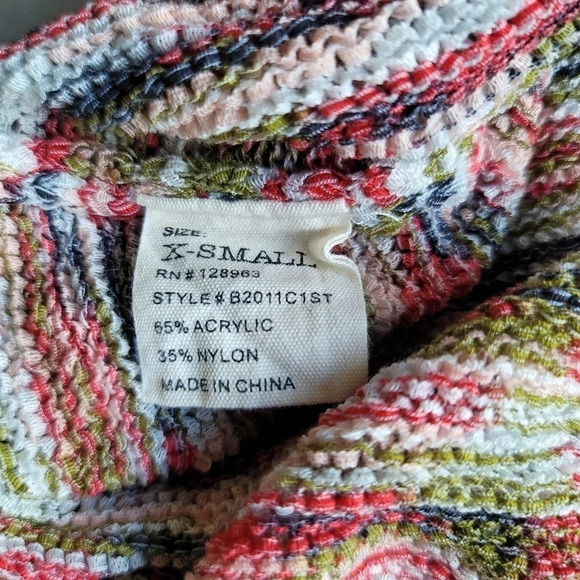 SIZE:
X-SMALL
RN# 128963
STYLE# B2011C1ST
65% ACRYLIC
35% NYLON
MADE IN CHINA